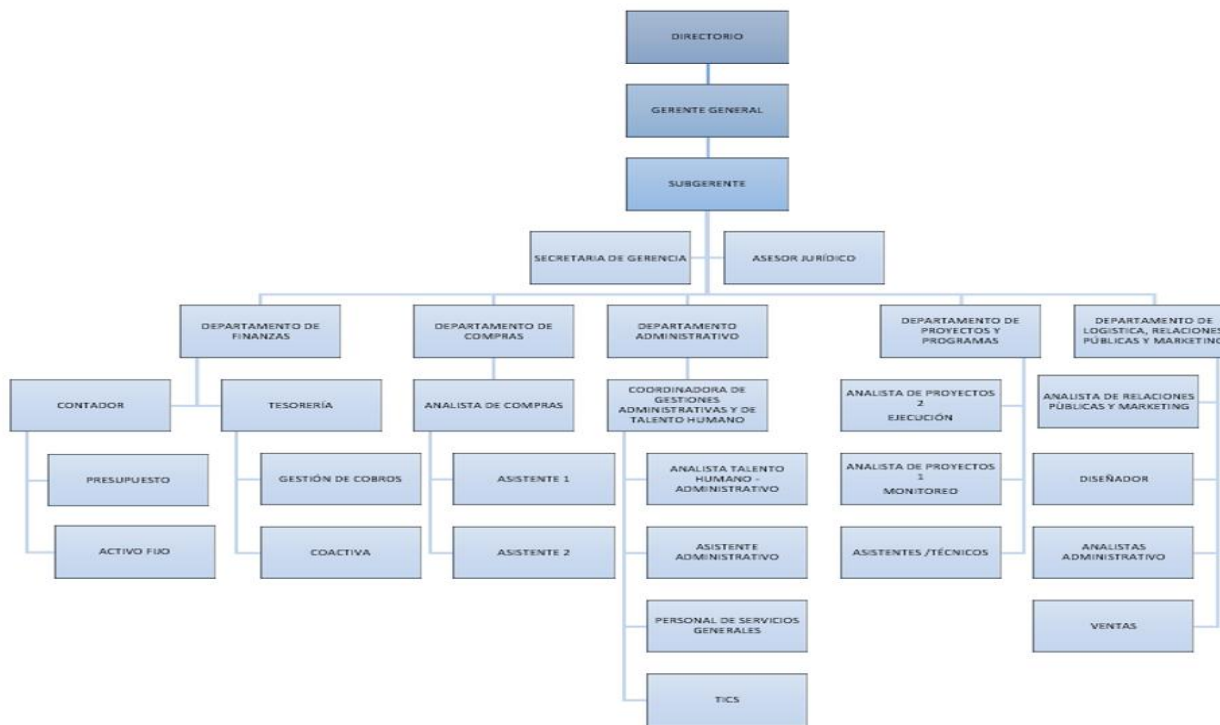 DIRECTORIO
GERENTE GENERAL
SUBGERENTE
SECRETARIA DE GERENCIA
ASESOR JURÍDICO
DEPARTAMENTO DE
FINANZAS
DEPARTAMENTO DE
COMPRAS
DEPARTAMENTO
ADMINISTRATIVO
DEPARTAMENTO DE
PROYECTOS Y
PROGRAMAS
DEPARTAMENTO DE
LOGISTICA, RELACIONES
PÚBLICAS Y MARKETING
CONTADOR
TESORERÍA
ANALISTA DE COMPRAS
COORDINADORA DE
GESTIONES
ADMINISTRATIVAS Y DE
TALENTO HUMANO
ANALISTA DE PROYECTOS
2
EJECUCIÓN
ANALISTA DE RELACIONES
PÚBLICAS Y MARKETING
PRESUPUESTO
GESTIÓN DE COBROS
ASISTENTE 1
ANALISTA TALENTO
HUMANO -
ADMINISTRATIVO
ANALISTA DE PROYECTOS
1
MONITOREO
DISEÑADOR
ACTIVO FIJO
COACTIVA
ASISTENTE 2
ASISTENTE
ADMINISTRATIVO
ASISTENTES /TÉCNICOS
ANALISTAS
ADMINISTRATIVO
PERSONAL DE SERVICIOS
GENERALES
VENTAS
TICS